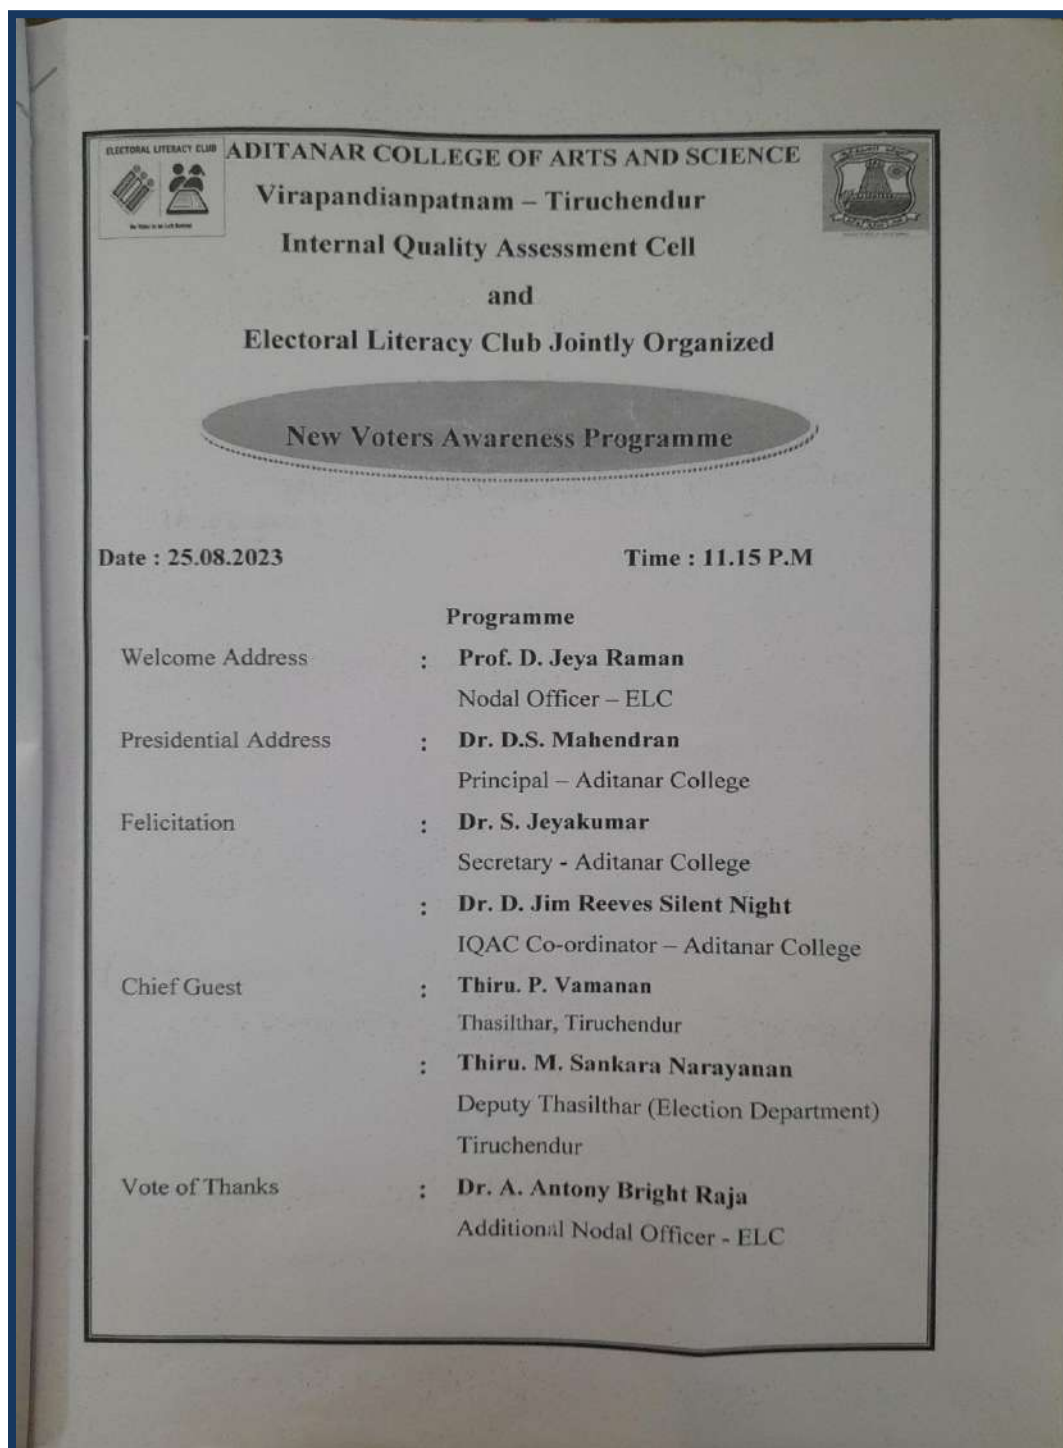 ELECTORAL LITERACY CLUB
ADITANAR COLLEGE OF ARTS AND SCIENCE
Virapandianpatnam – Tiruchendur
Internal Quality Assessment Cell
and
Electoral Literacy Club Jointly Organized
New Voters Awareness Programme
Date : 25.08.2023 Time : 11.15 P.M
Programme
Welcome Address : Prof. D. Jeya Raman
Nodal Officer – ELC
Presidential Address : Dr. D.S. Mahendran
Principal – Aditanar College
Felicitation : Dr. S. Jeyakumar
Secretary - Aditanar College
: Dr. D. Jim Reeves Silent Night
IQAC Co-ordinator – Aditanar College
Chief Guest : Thiru. P. Vamanan
Thasilthar, Tiruchendur
: Thiru. M. Sankara Narayanan
Deputy Thasilthar (Election Department)
Tiruchendur
Vote of Thanks : Dr. A. Antony Bright Raja
Additional Nodal Officer - ELC